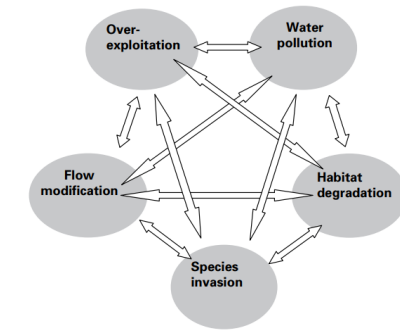 Over-
exploitation
Water
pollution
Flow
modification
Habitat
degradation
Species
invasion